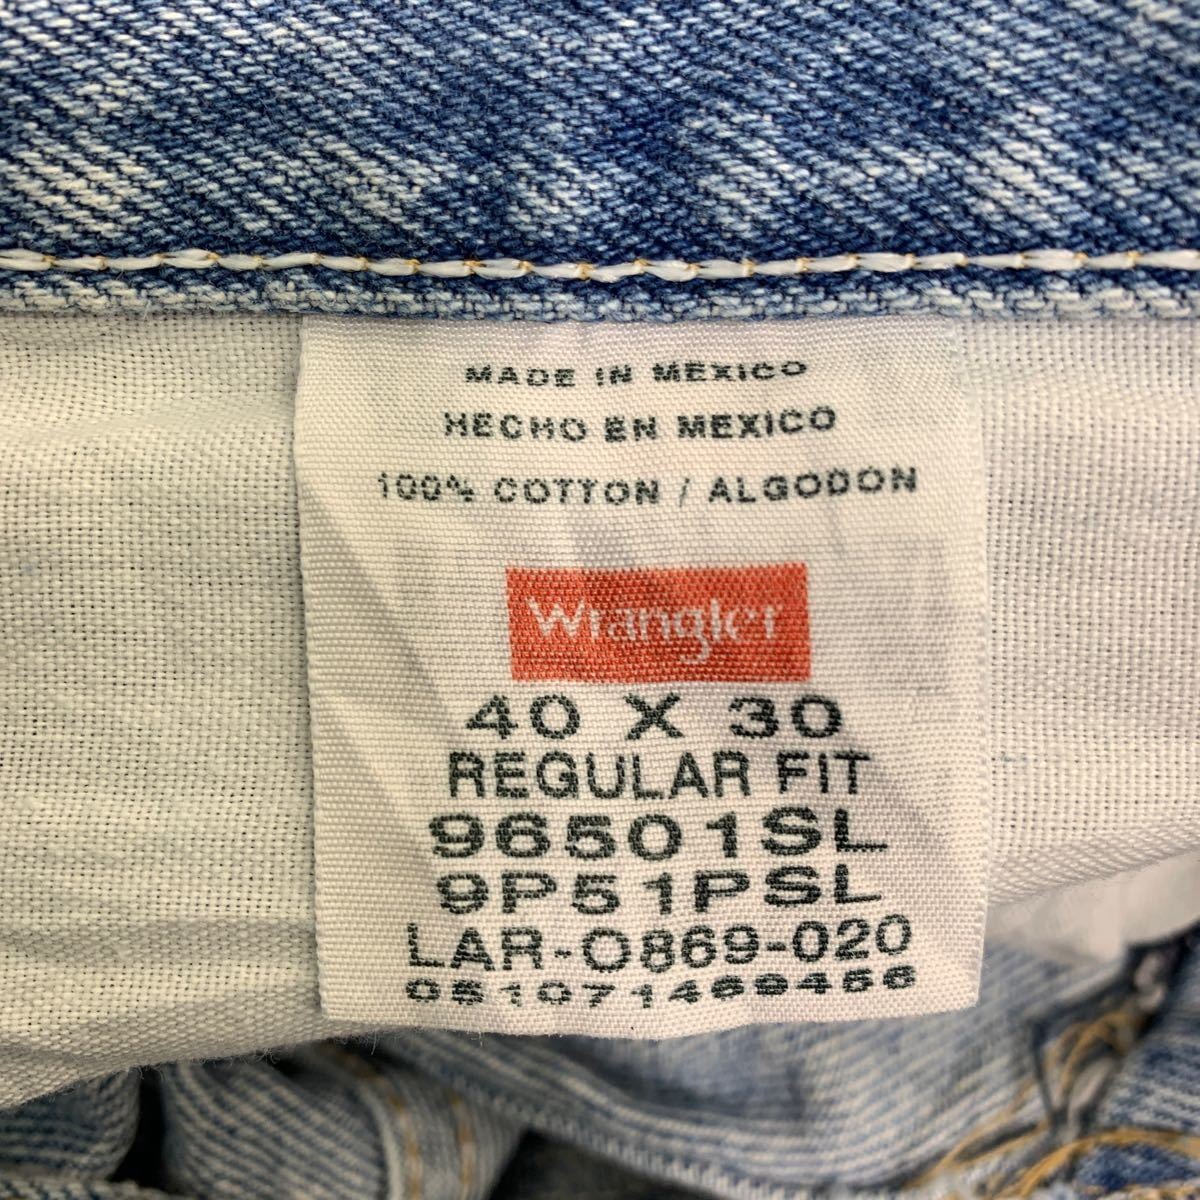 MADE IN MEXICO
HECHO EN MEXICO
100% COTTON / ALGODON
Wrangler
40 X 30
REGULAR FIT
96501SL
9P51PSL
LAR-O869-020
051071469456